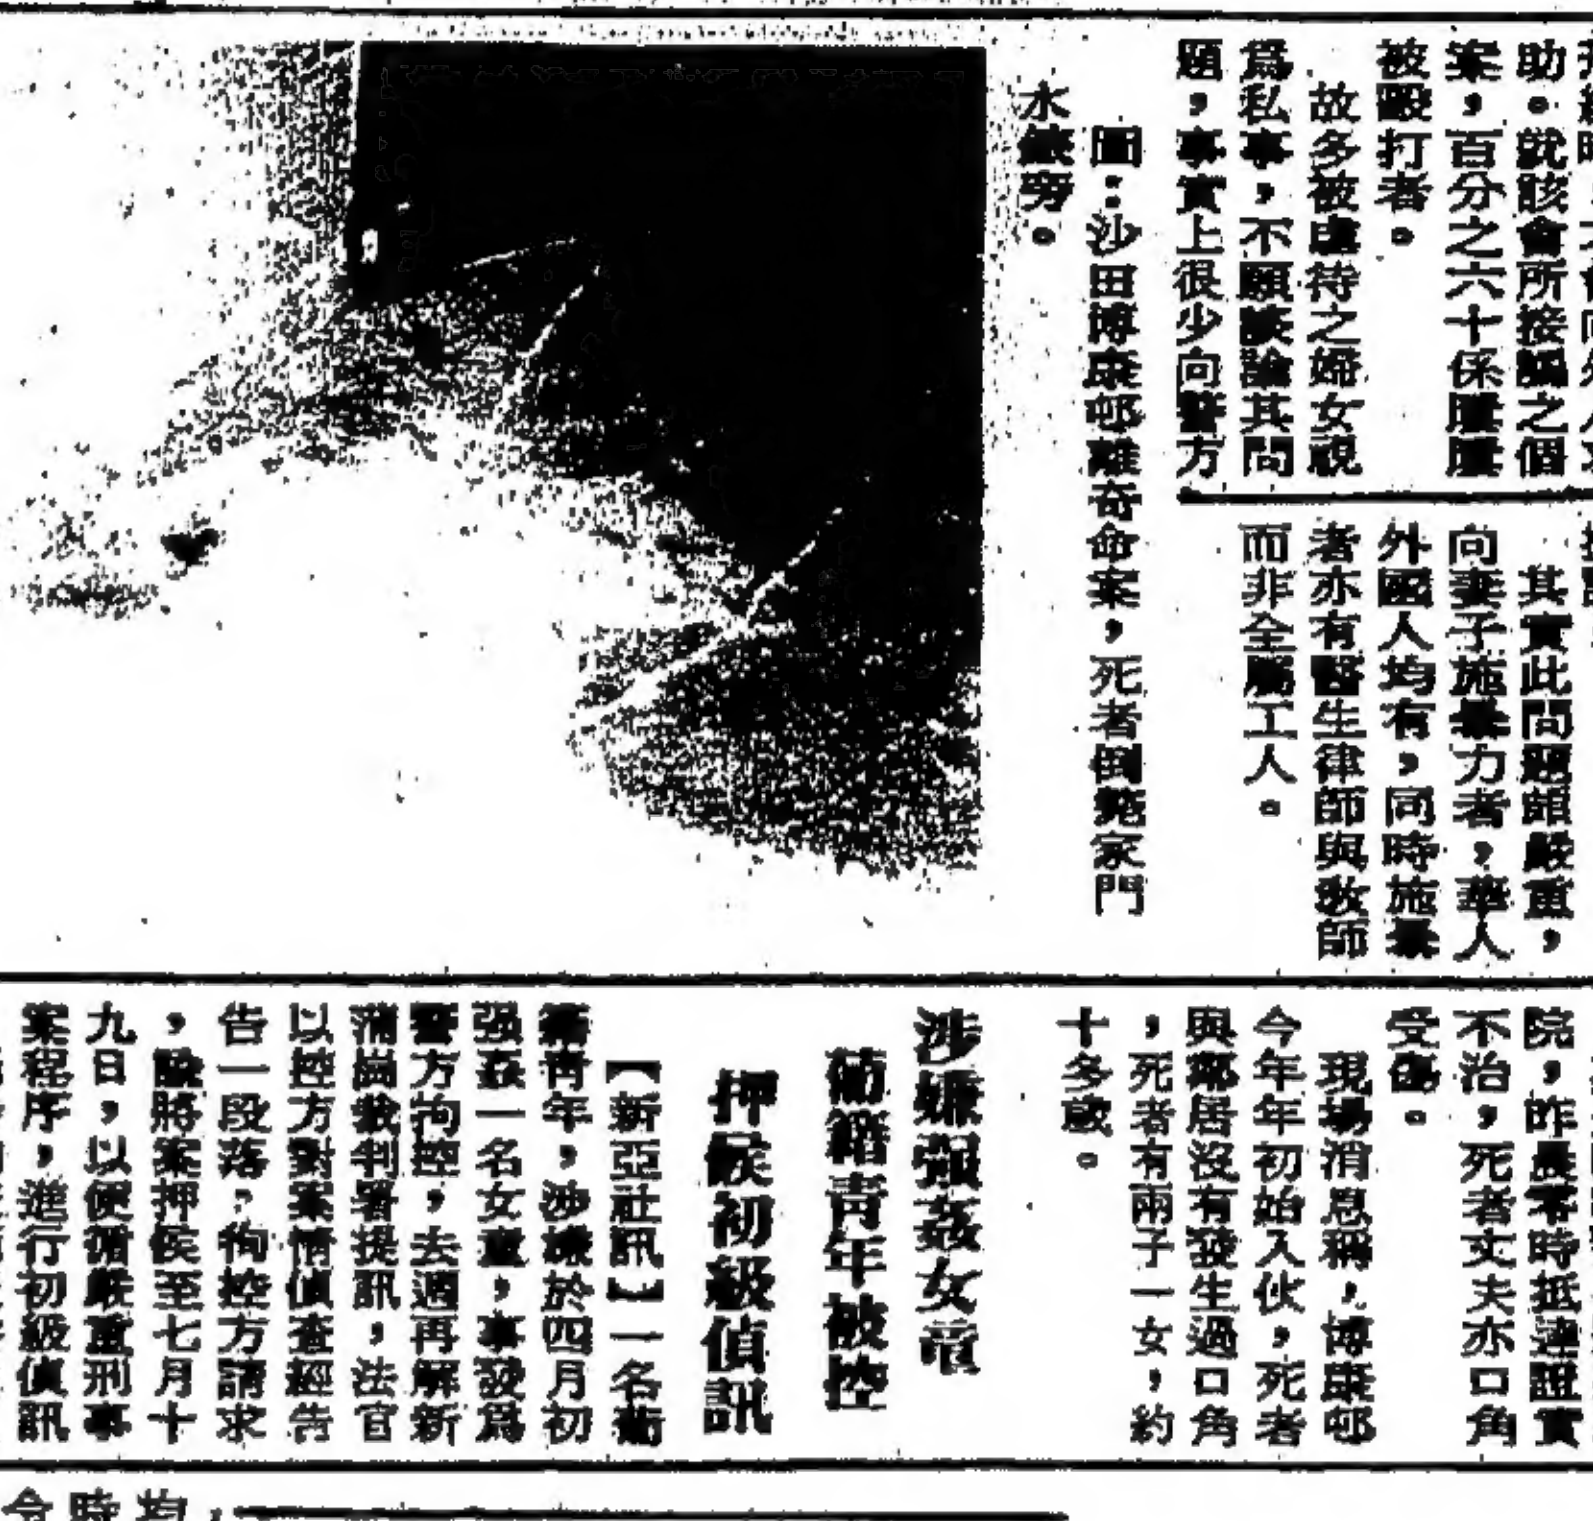 助。就該會所接觸之個
案，百分之六十係屢屢
被毆打者。
故多被虐待之婦女視
為私事，不願談論其問
題，事實上很少向警方
其實此問題頗嚴重，
向妻子施暴力者，華人
外國人均有，同時施暴
者亦有醫生律師與教師
而非全屬工人。
圖：沙田博康邨離奇命案，死者倒斃家門
水錶旁。
院，昨晨零時抵達證實
不治，死者丈夫亦口角
受傷。
現場消息稱，博康邨
今年年初始入伙，死者
與鄰居沒有發生過口角
，死者有兩子一女，約
十多歲。
涉嫌强姦女童
葡籍青年被控
押候初級偵訊
【新亞社訊】一名葡
籍青年，涉嫌於四月初
强姦一名女童，事發為
警方拘控，去週再解新
蒲崗裁判署提訊，法官
以控方對案情偵查經告
告一段落，徇控方請求
，諭將案押侯至七月十
九日，以便循嚴重刑事
案程序，進行初級偵訊
令時均